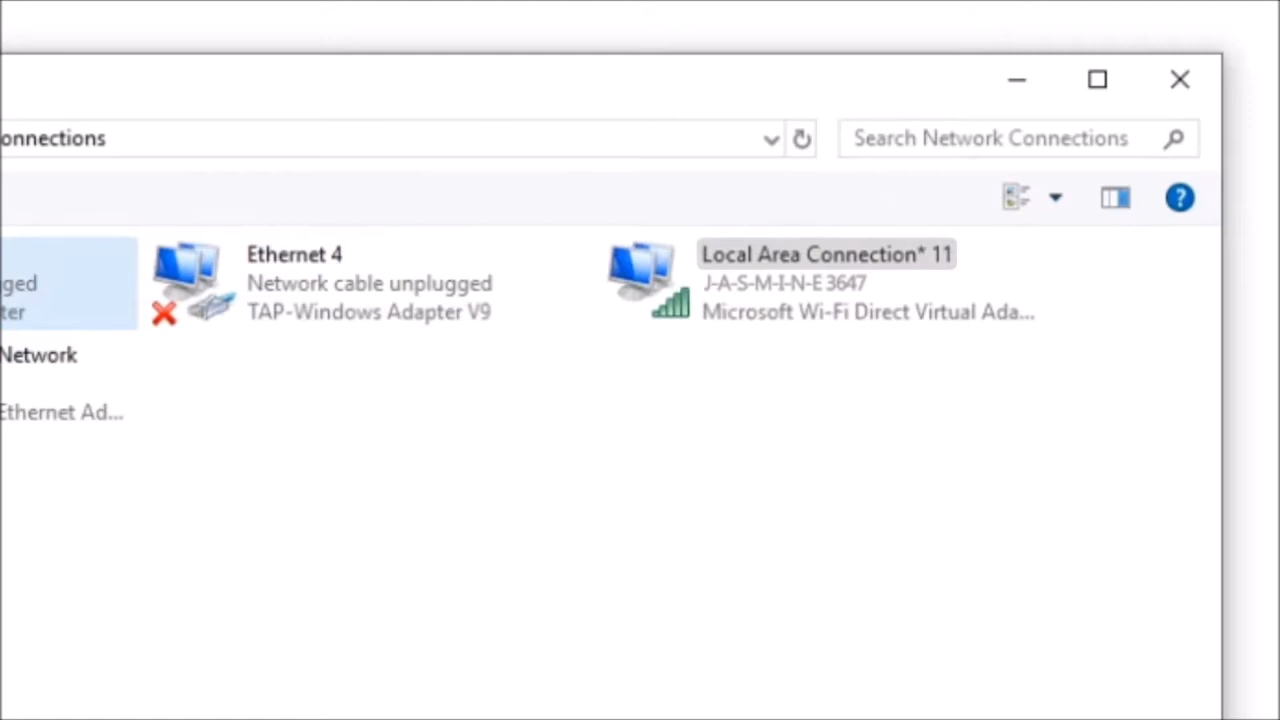 onnections
Search Network Connections
?
ged
ter
Ethernet 4
Network cable unplugged
TAP-Windows Adapter V9
Local Area Connection* 11
J-A-S-M-I-N-E 3647
Microsoft Wi-Fi Direct Virtual Ada...
Network
Ethernet Ad...